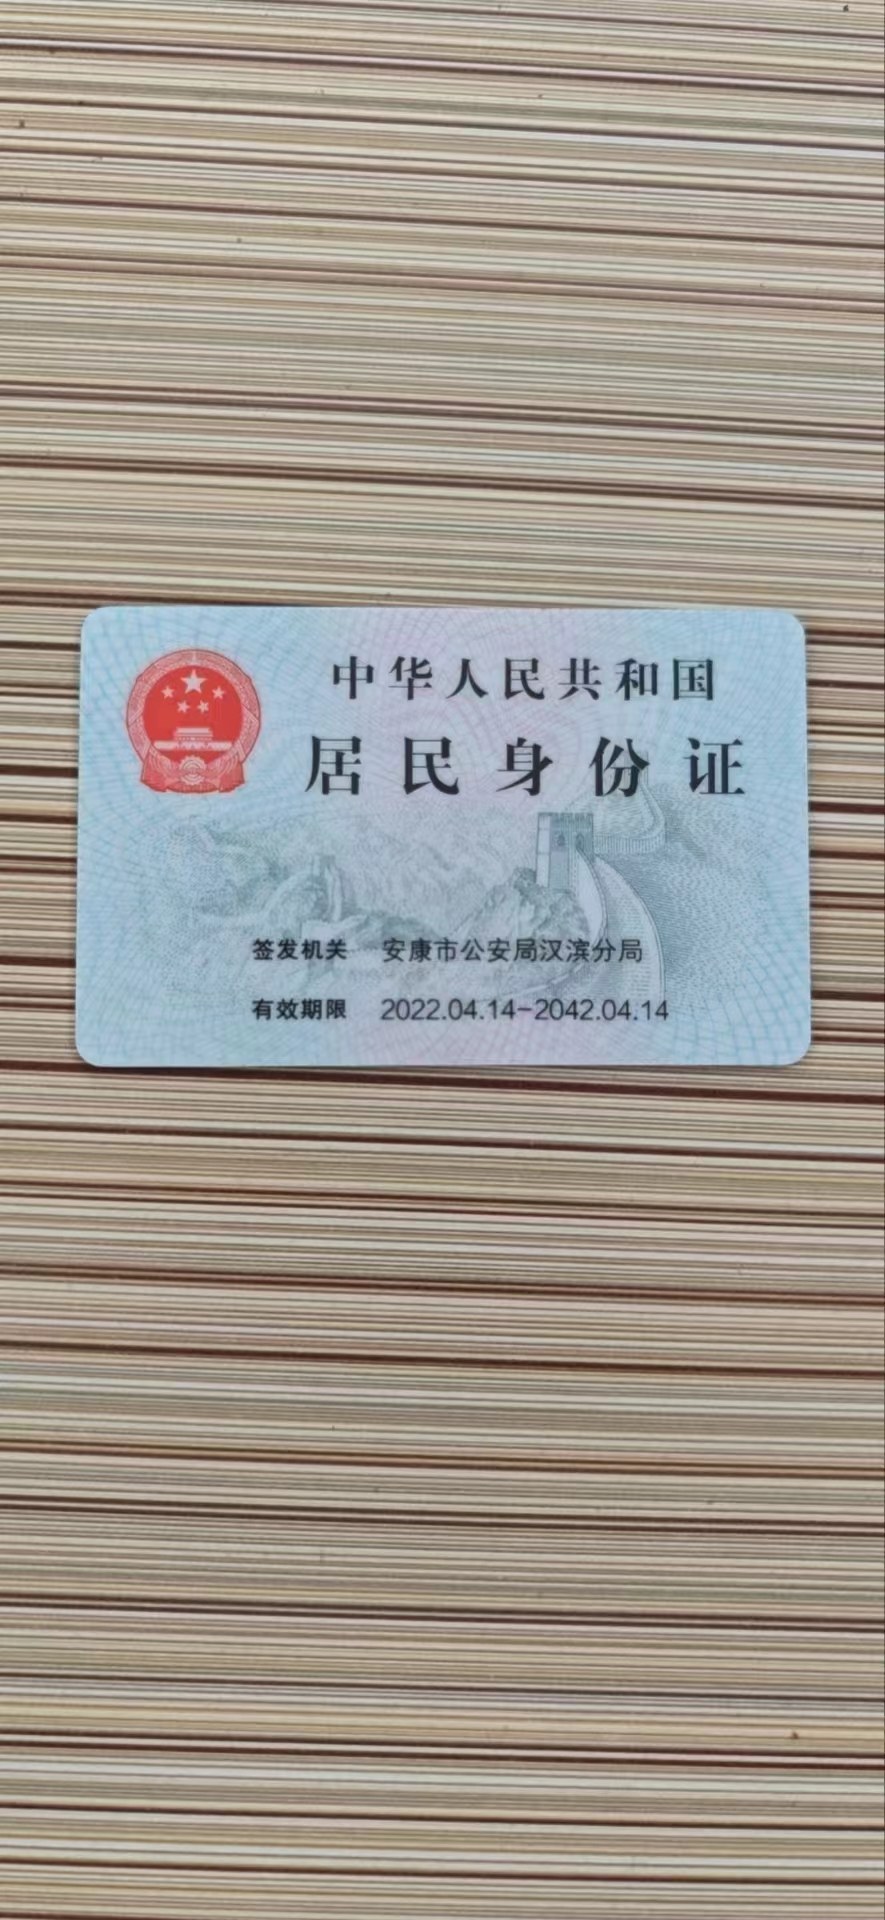 中华人民共和国
居民身份证
签发机关 安康市公安局汉滨分局
有效期限 2022.04.14-2042.04.14